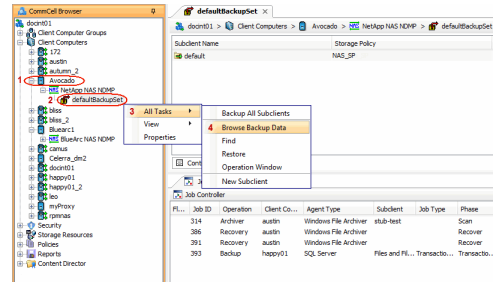 CommCell Browser
docint01
Client Computer Groups
Client Computers
172
austin
autumn_2
1 Avocado
NetApp NAS NDMP
2 defaultBackupSet
bliss
bliss_2
Bluearc1
BlueArc NAS NDMP
camus
Celerra_dm2
docint01
happy01
happy01_2
leo
myProxy
rpmnas
Security
Storage Resources
Policies
Reports
Content Director
defaultBackupSet ×
docint01 > Client Computers > Avocado > NetApp NAS NDMP > defaultBackupSet
Subclient Name Storage Policy
default NAS_SP
3 All Tasks
View
Properties
Backup All Subclients
4 Browse Backup Data
Find
Restore
Operation Window
New Subclient
Cont
J
Job Controller
Fl... Job ID Operation Client Co... Agent Type Subclient Job Type Phase
314 Archiver austin Windows File Archiver stub-test Scan
386 Recovery austin Windows File Archiver Recover
391 Recovery austin Windows File Archiver Recover
393 Backup happy01 SQL Server Files and Fil... Transactio... Transactio...